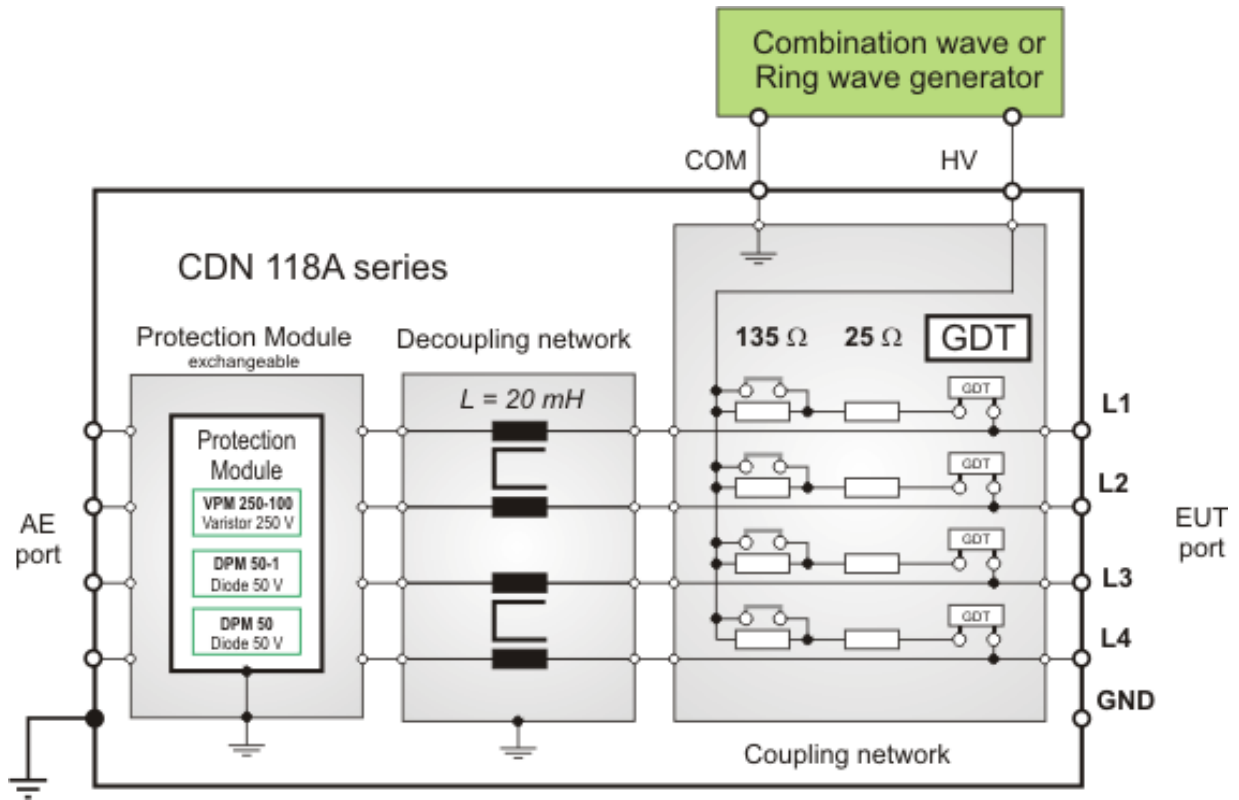 Combination wave or
Ring wave generator
COM
HV
CDN 118A series
Protection Module
exchangeable
Decoupling network
135 Ω
25 Ω
GDT
L = 20 mH
GDT
L1
Protection
Module
VPM 250-100
Varistor 250 V
DPM 50-1
Diode 50 V
DPM 50
Diode 50 V
GDT
L2
AE
port
EUT
port
GDT
L3
GDT
L4
GND
Coupling network